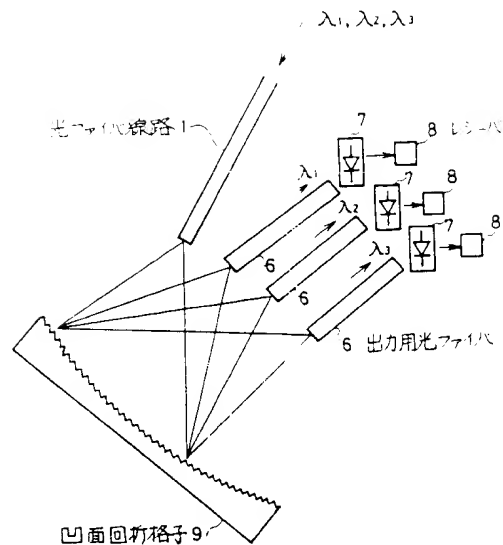 λ1, λ2, λ3
光ファイバ線路1
7
8 レシーバ
λ1
7
8
λ2
7
8
λ3
6
6
6 出力用光ファイバ
凹面回折格子9